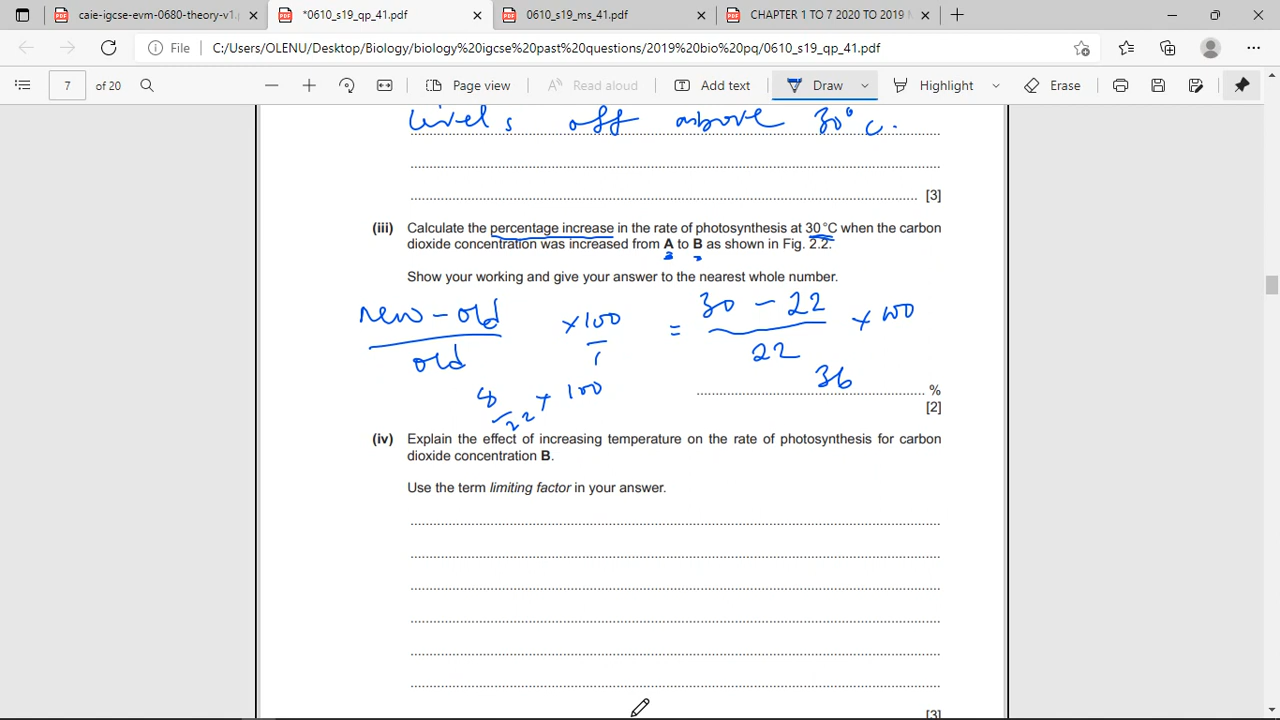 caie-igcse-evm-0680-theory-v1.
*0610_s19_qp_41.pdf
0610_s19_ms_41.pdf
CHAPTER 1 TO 7 2020 TO 2019
File C:/Users/OLENU/Desktop/Biology/biology%20igcse%20past%20questions/2019%20bio%20pq/0610_s19_qp_41.pdf
7 of 20 Page view Read aloud Add text Draw Highlight Erase
levels off above 30°c.
[3]
(iii) Calculate the percentage increase in the rate of photosynthesis at 30 °C when the carbon
dioxide concentration was increased from A to B as shown in Fig. 2.2.
Show your working and give your answer to the nearest whole number.
new - old / old × 100 / 1 = 30 - 22 / 22 × 100
8 / 22 × 100
36 %
[2]
(iv) Explain the effect of increasing temperature on the rate of photosynthesis for carbon
dioxide concentration B.
Use the term limiting factor in your answer.
[3]